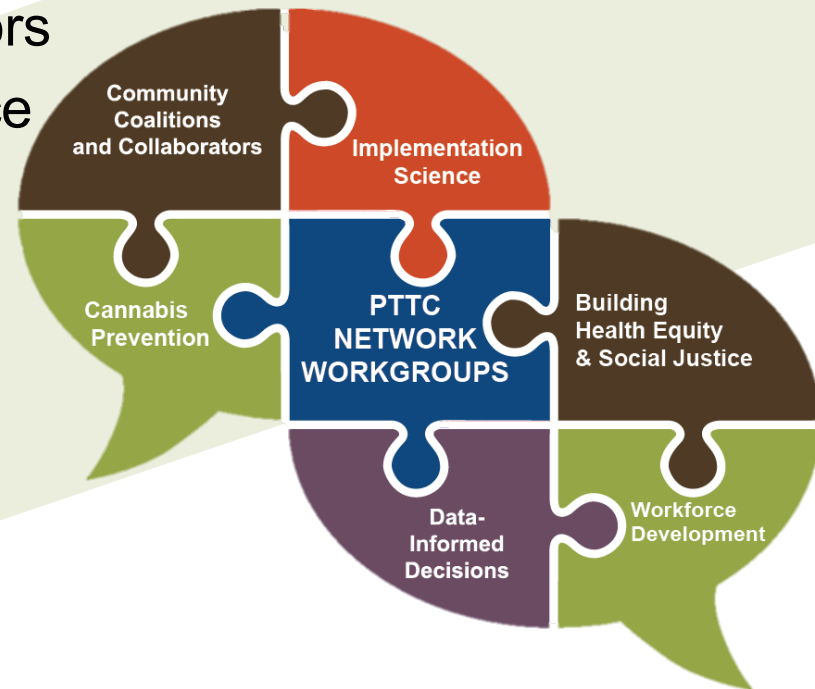 Community
Coalitions
and Collaborators
Implementation
Science
Cannabis
Prevention
PTTC
NETWORK
WORKGROUPS
Building
Health Equity
& Social Justice
Data-
Informed
Decisions
Workforce
Development